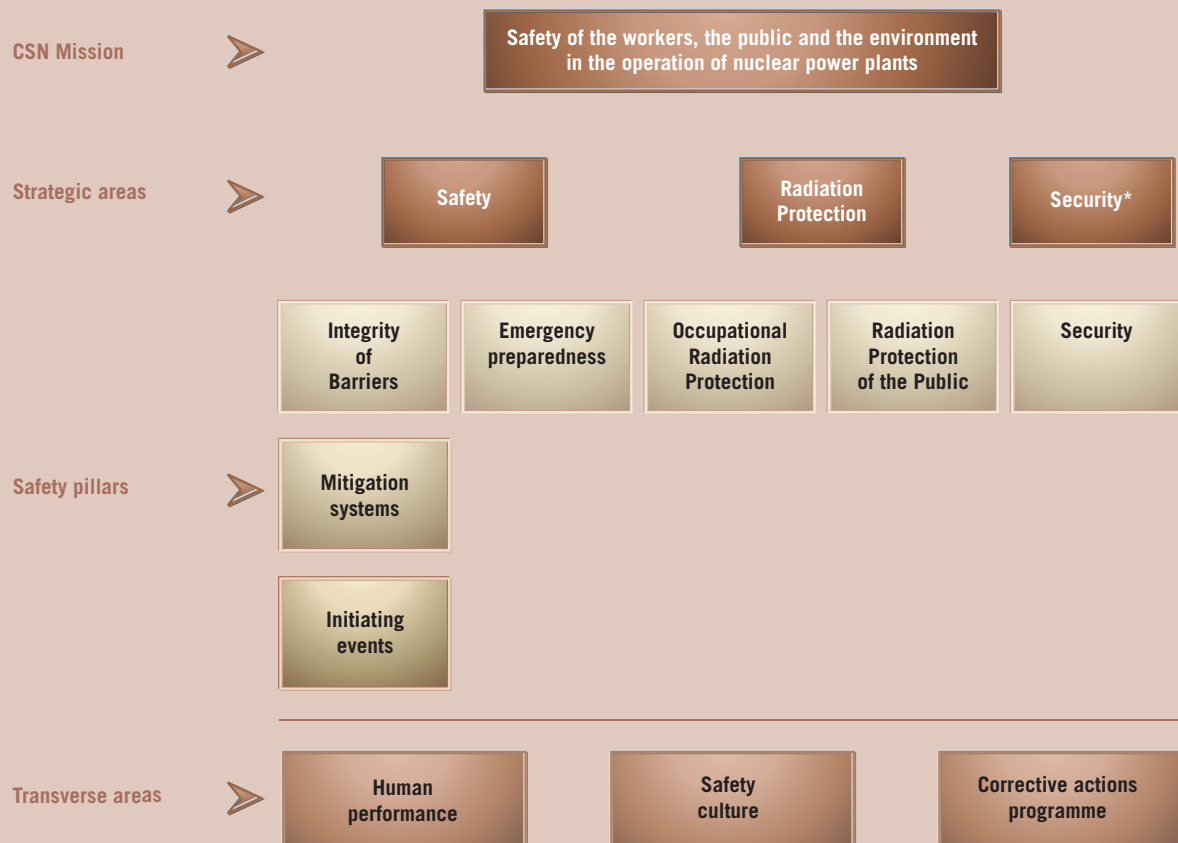 CSN Mission
Safety of the workers, the public and the environment
in the operation of nuclear power plants
Strategic areas
Safety
Radiation
Protection
Security*
Integrity
of
Barriers
Emergency
preparedness
Occupational
Radiation
Protection
Radiation
Protection
of the Public
Security
Safety pillars
Mitigation
systems
Initiating
events
Transverse areas
Human
performance
Safety
culture
Corrective actions
programme